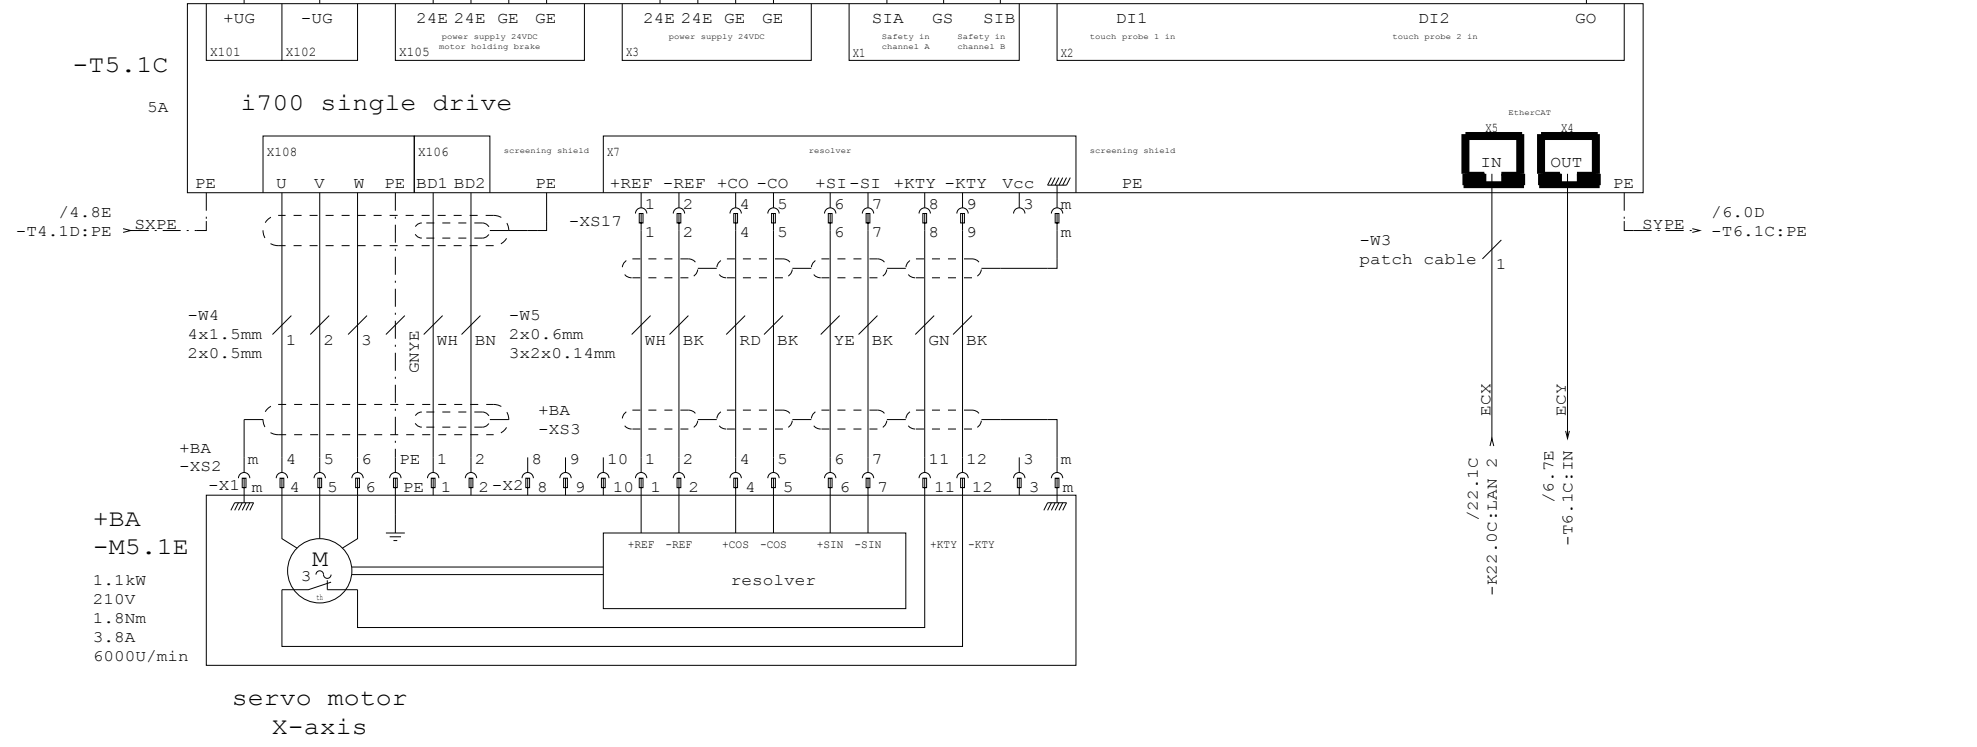 +UG -UG 24E 24E GE GE 24E 24E GE GE SIA GS SIB DI1 DI2 GO
power supply 24VDC
motor holding brake
power supply 24VDC
Safety in
channel A
Safety in
channel B
touch probe 1 in
touch probe 2 in
X101 X102 X105 X3 X1 X2
-T5.1C
5A
i700 single drive
EtherCAT
X5 X4
X108 X106 screening shield X7 resolver screening shield
IN OUT
PE U V W PE BD1 BD2 PE +REF -REF +CO -CO +SI -SI +KTY -KTY Vcc PE PE
/4.8E
-T4.1D:PE SXPE
-XS17
1 2 4 5 6 7 8 9 3 m
1 2 4 5 6 7 8 9 m
/6.0D
SYPE -T6.1C:PE
-W3
patch cable
1
-W4
4x1.5mm
2x0.5mm
1 2 3 GNYE WH BN
-W5
2x0.6mm
3x2x0.14mm
WH BK RD BK YE BK GN BK
ECX ECY
+BA
-XS3
+BA
-XS2
m 4 5 6 PE 1 2 8 9 10 1 2 4 5 6 7 11 12 3 m
-X1 m 4 5 6 PE 1 2 -X2 8 9 10 1 2 4 5 6 7 11 12 3 m
/22.1C
-K22.0C:LAN 2
/6.7E
-T6.1C:IN
+BA
-M5.1E
1.1kW
210V
1.8Nm
3.8A
6000U/min
M
3
th
+REF -REF +COS -COS +SIN -SIN +KTY -KTY
resolver
servo motor
X-axis